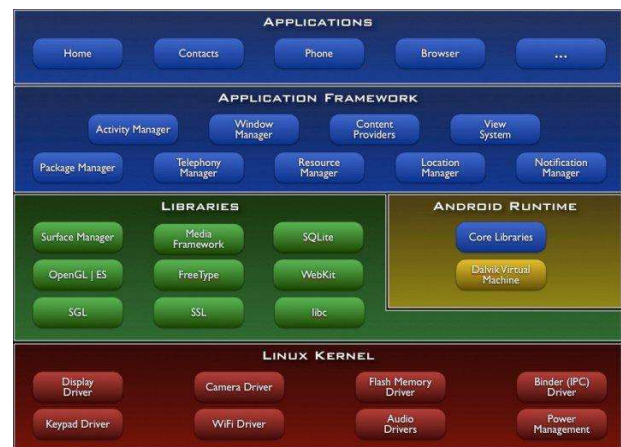 APPLICATIONS
Home Contacts Phone Browser ...
APPLICATION FRAMEWORK
Activity Manager Window Manager Content Providers View System
Package Manager Telephony Manager Resource Manager Location Manager Notification Manager
LIBRARIES
Surface Manager Media Framework SQLite
OpenGL | ES FreeType WebKit
SGL SSL libc
ANDROID RUNTIME
Core Libraries
Dalvik Virtual Machine
LINUX KERNEL
Display Driver Camera Driver Flash Memory Driver Binder (IPC) Driver
Keypad Driver WiFi Driver Audio Drivers Power Management